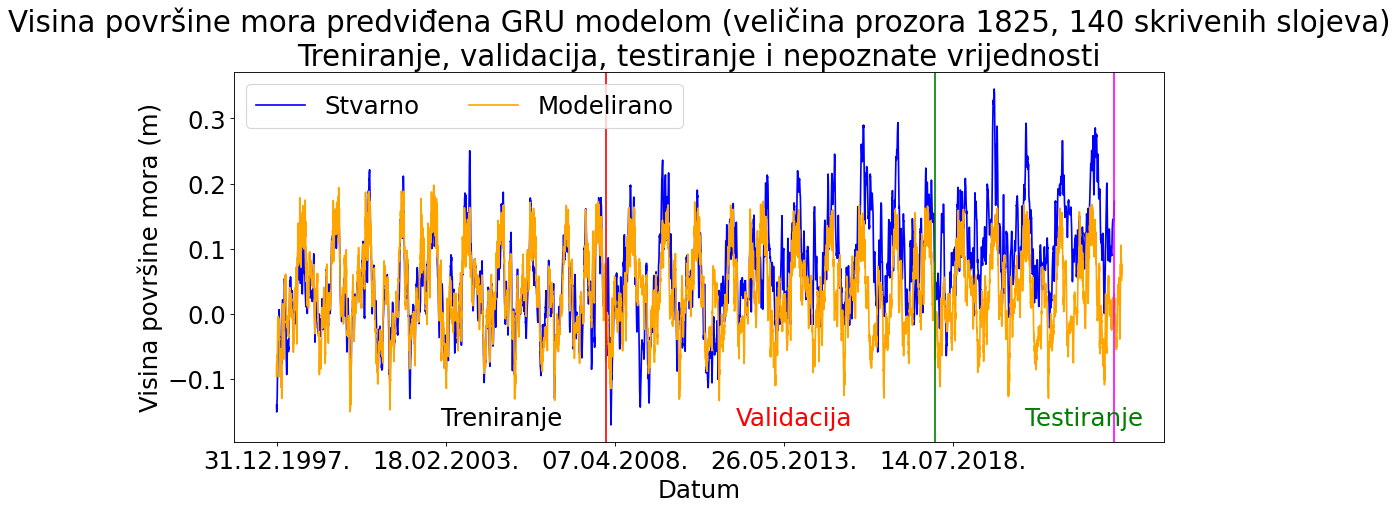 Visina površine mora predviđena GRU modelom (veličina prozora 1825, 140 skrivenih slojeva)
Treniranje, validacija, testiranje i nepoznate vrijednosti
Stvarno
Modelirano
Visina površine mora (m)
0.3
0.2
0.1
0.0
−0.1
Treniranje
Validacija
Testiranje
31.12.1997.
18.02.2003.
07.04.2008.
26.05.2013.
14.07.2018.
Datum